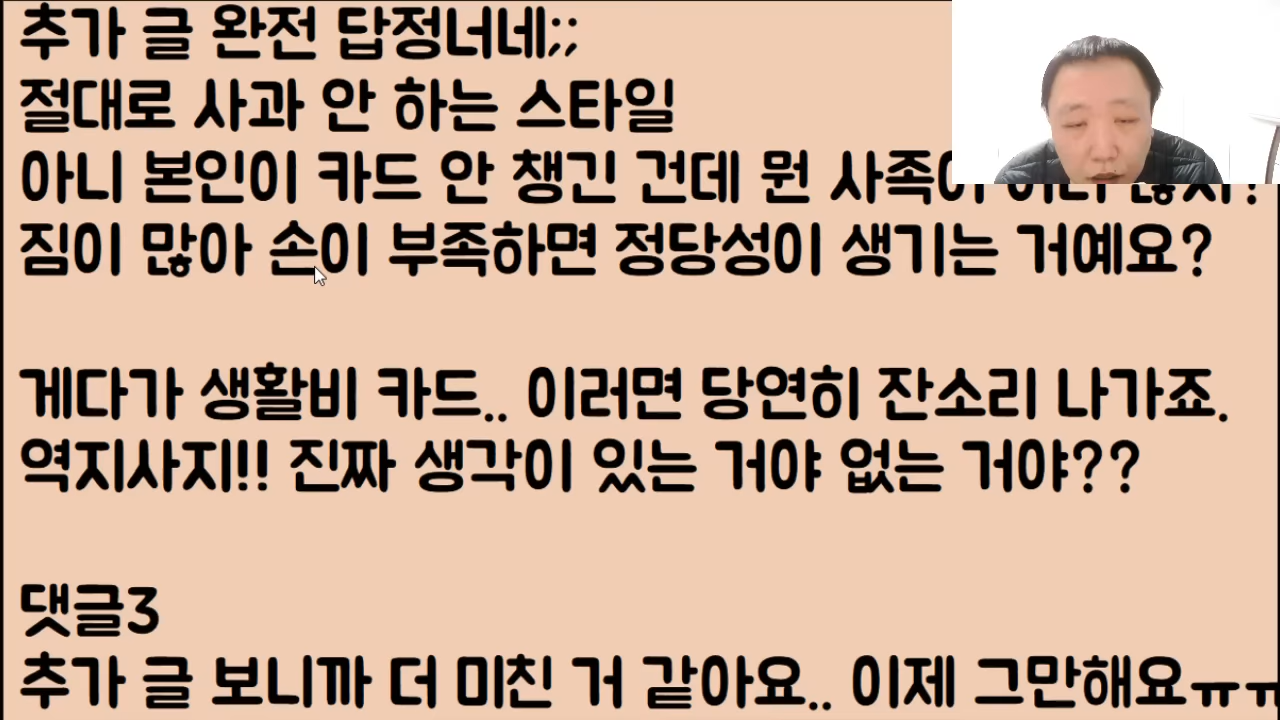 추가 글 완전 답정너네;;
절대로 사과 안 하는 스타일
아니 본인이 카드 안 챙긴 건데 뭔
짐이 많아 손이 부족하면 정당성이 생기는 거예요?
게다가 생활비 카드.. 이러면 당연히 잔소리 나가죠.
역지사지!! 진짜 생각이 있는 거야 없는 거야??
댓글3
추가 글 보니까 더 미친 거 같아요.. 이제 그만해요ㅠㅠ